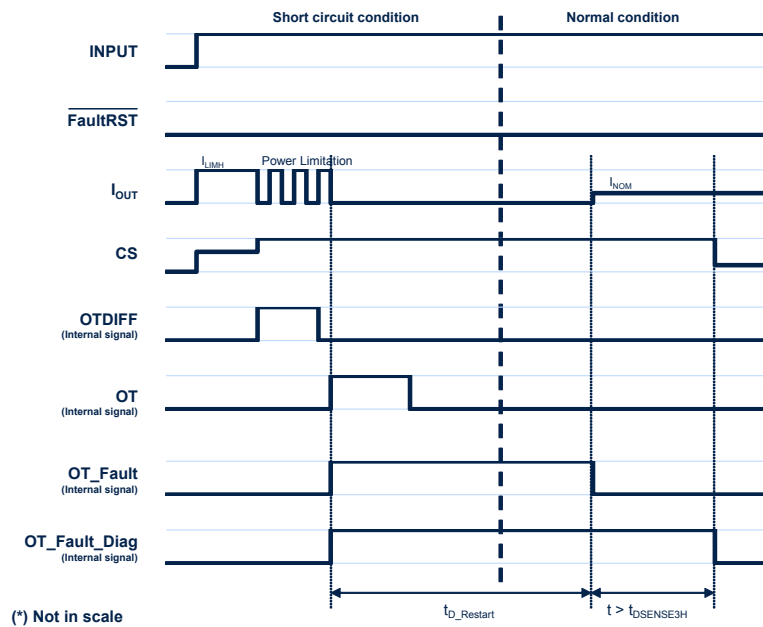 Short circuit condition
Normal condition
INPUT
FaultRST
I_LIMH
Power Limitation
I_OUT
I_NOM
CS
OTDIFF
(Internal signal)
OT
(Internal signal)
OT_Fault
(Internal signal)
OT_Fault_Diag
(Internal signal)
t_D_Restart
t > t_DSENSE3H
(*) Not in scale